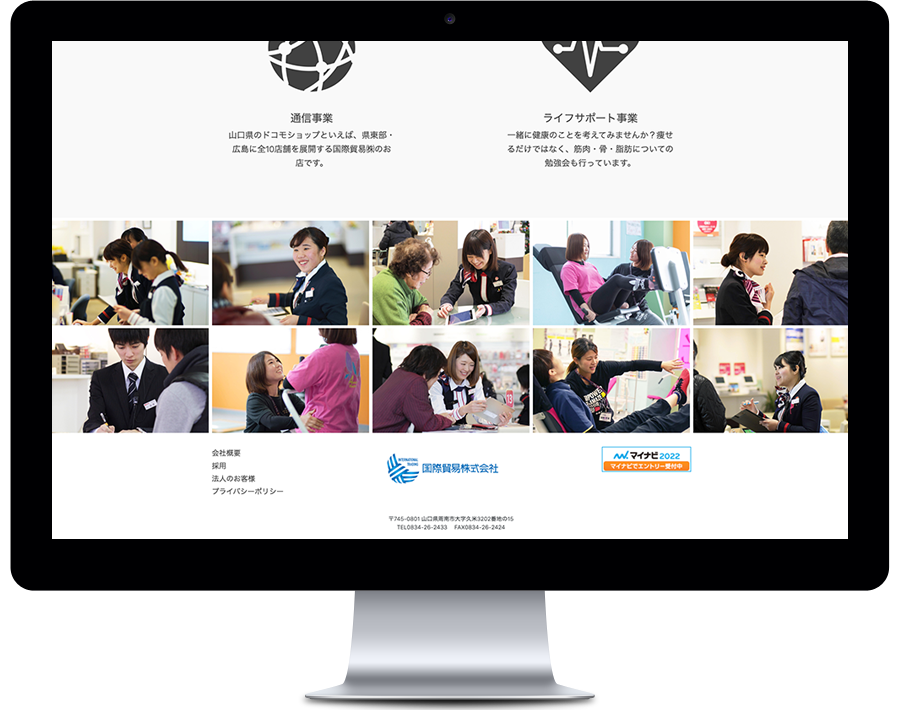 通信事業
山口県のドコモショップといえば、県東部・
広島に全10店舗を展開する国際貿易㈱のお
店です。
ライフサポート事業
一緒に健康のことを考えてみませんか？痩せ
るだけではなく、筋肉・骨・脂肪についての
勉強会も行っています。
会社概要
採用
法人のお客様
プライバシーポリシー
INTERNATIONAL
TRADING
国際貿易株式会社
マイナビ2022
マイナビでエントリー受付中
〒745-0801 山口県周南市大字久米3202番地の15
TEL0834-26-2433 FAX0834-26-2424